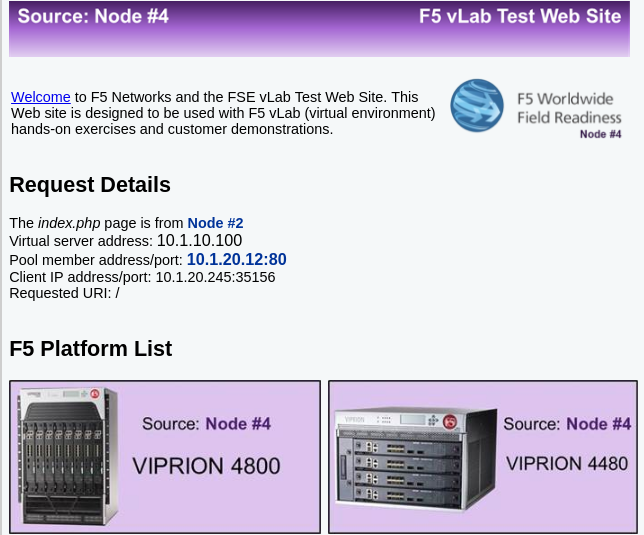 Source: Node #4
F5 vLab Test Web Site
Welcome to F5 Networks and the FSE vLab Test Web Site. This
Web site is designed to be used with F5 vLab (virtual environment)
hands-on exercises and customer demonstrations.
F5 Worldwide
Field Readiness
Node #4
Request Details
The index.php page is from Node #2
Virtual server address: 10.1.10.100
Pool member address/port: 10.1.20.12:80
Client IP address/port: 10.1.20.245:35156
Requested URI: /
F5 Platform List
Source: Node #4
VIPRION 4800
Source: Node #4
VIPRION 4480